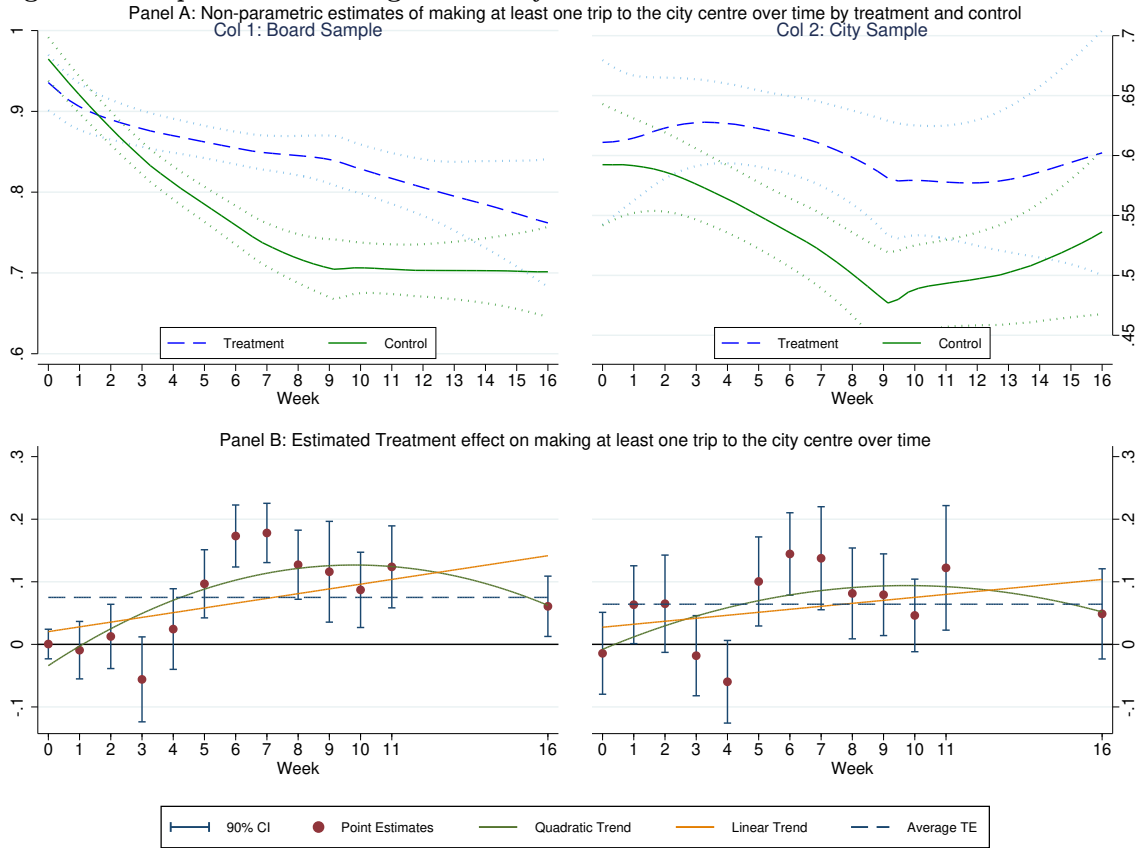 Panel A: Non-parametric estimates of making at least one trip to the city centre over time by treatment and control
Col 1: Board Sample
Col 2: City Sample
1
.9
.8
.7
.6
Treatment
Control
0 1 2 3 4 5 6 7 8 9 10 11 12 13 14 15 16
Week
.7
.65
.6
.55
.5
.45
Treatment
Control
0 1 2 3 4 5 6 7 8 9 10 11 12 13 14 15 16
Week
Panel B: Estimated Treatment effect on making at least one trip to the city centre over time
.3
.2
.1
0
-.1
0 1 2 3 4 5 6 7 8 9 10 11 16
Week
.3
.2
.1
0
-.1
0 1 2 3 4 5 6 7 8 9 10 11 16
Week
90% CI
Point Estimates
Quadratic Trend
Linear Trend
Average TE